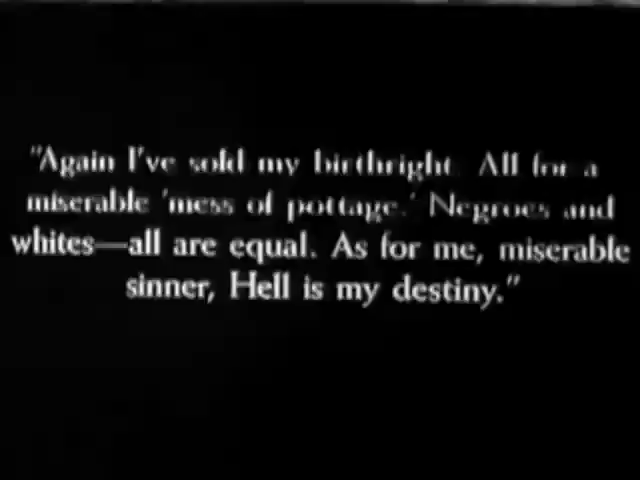 "Again I've sold my birthright. All for a
miserable 'mess of pottage.' Negroes and
whites—all are equal. As for me, miserable
sinner, Hell is my destiny."